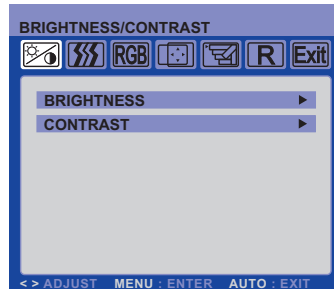 BRIGHTNESS/CONTRAST
RGB R Exit
BRIGHTNESS
CONTRAST
< > ADJUST MENU : ENTER AUTO : EXIT